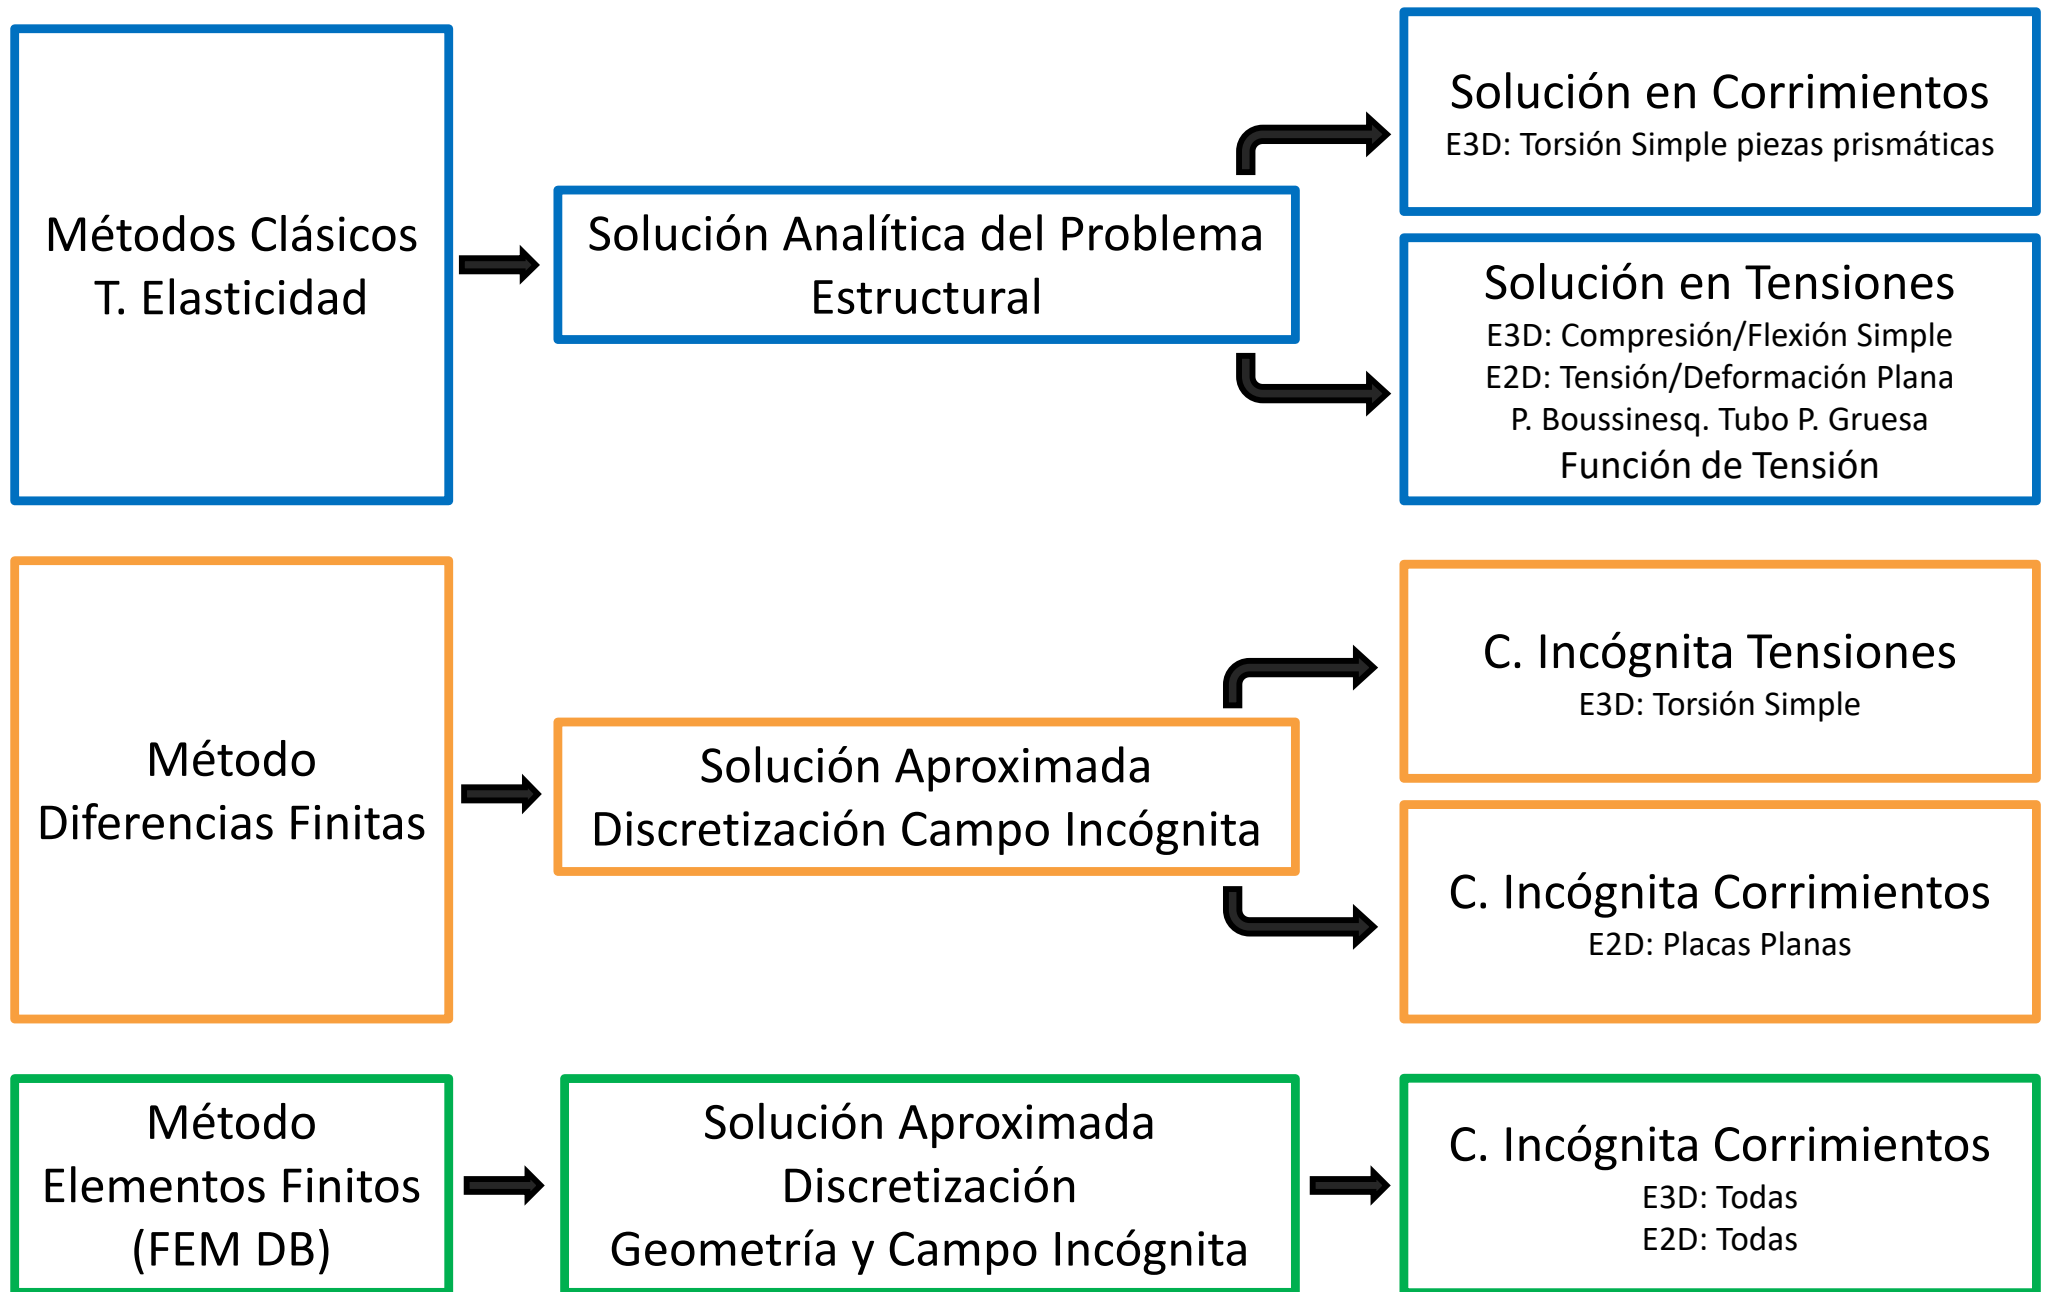 Métodos Clásicos
T. Elasticidad
Solución Analítica del Problema
Estructural
Solución en Corrimientos
E3D: Torsión Simple piezas prismáticas
Solución en Tensiones
E3D: Compresión/Flexión Simple
E2D: Tensión/Deformación Plana
P. Boussinesq. Tubo P. Gruesa
Función de Tensión
Método
Diferencias Finitas
Solución Aproximada
Discretización Campo Incógnita
C. Incógnita Tensiones
E3D: Torsión Simple
C. Incógnita Corrimientos
E2D: Placas Planas
Método
Elementos Finitos
(FEM DB)
Solución Aproximada
Discretización
Geometría y Campo Incógnita
C. Incógnita Corrimientos
E3D: Todas
E2D: Todas